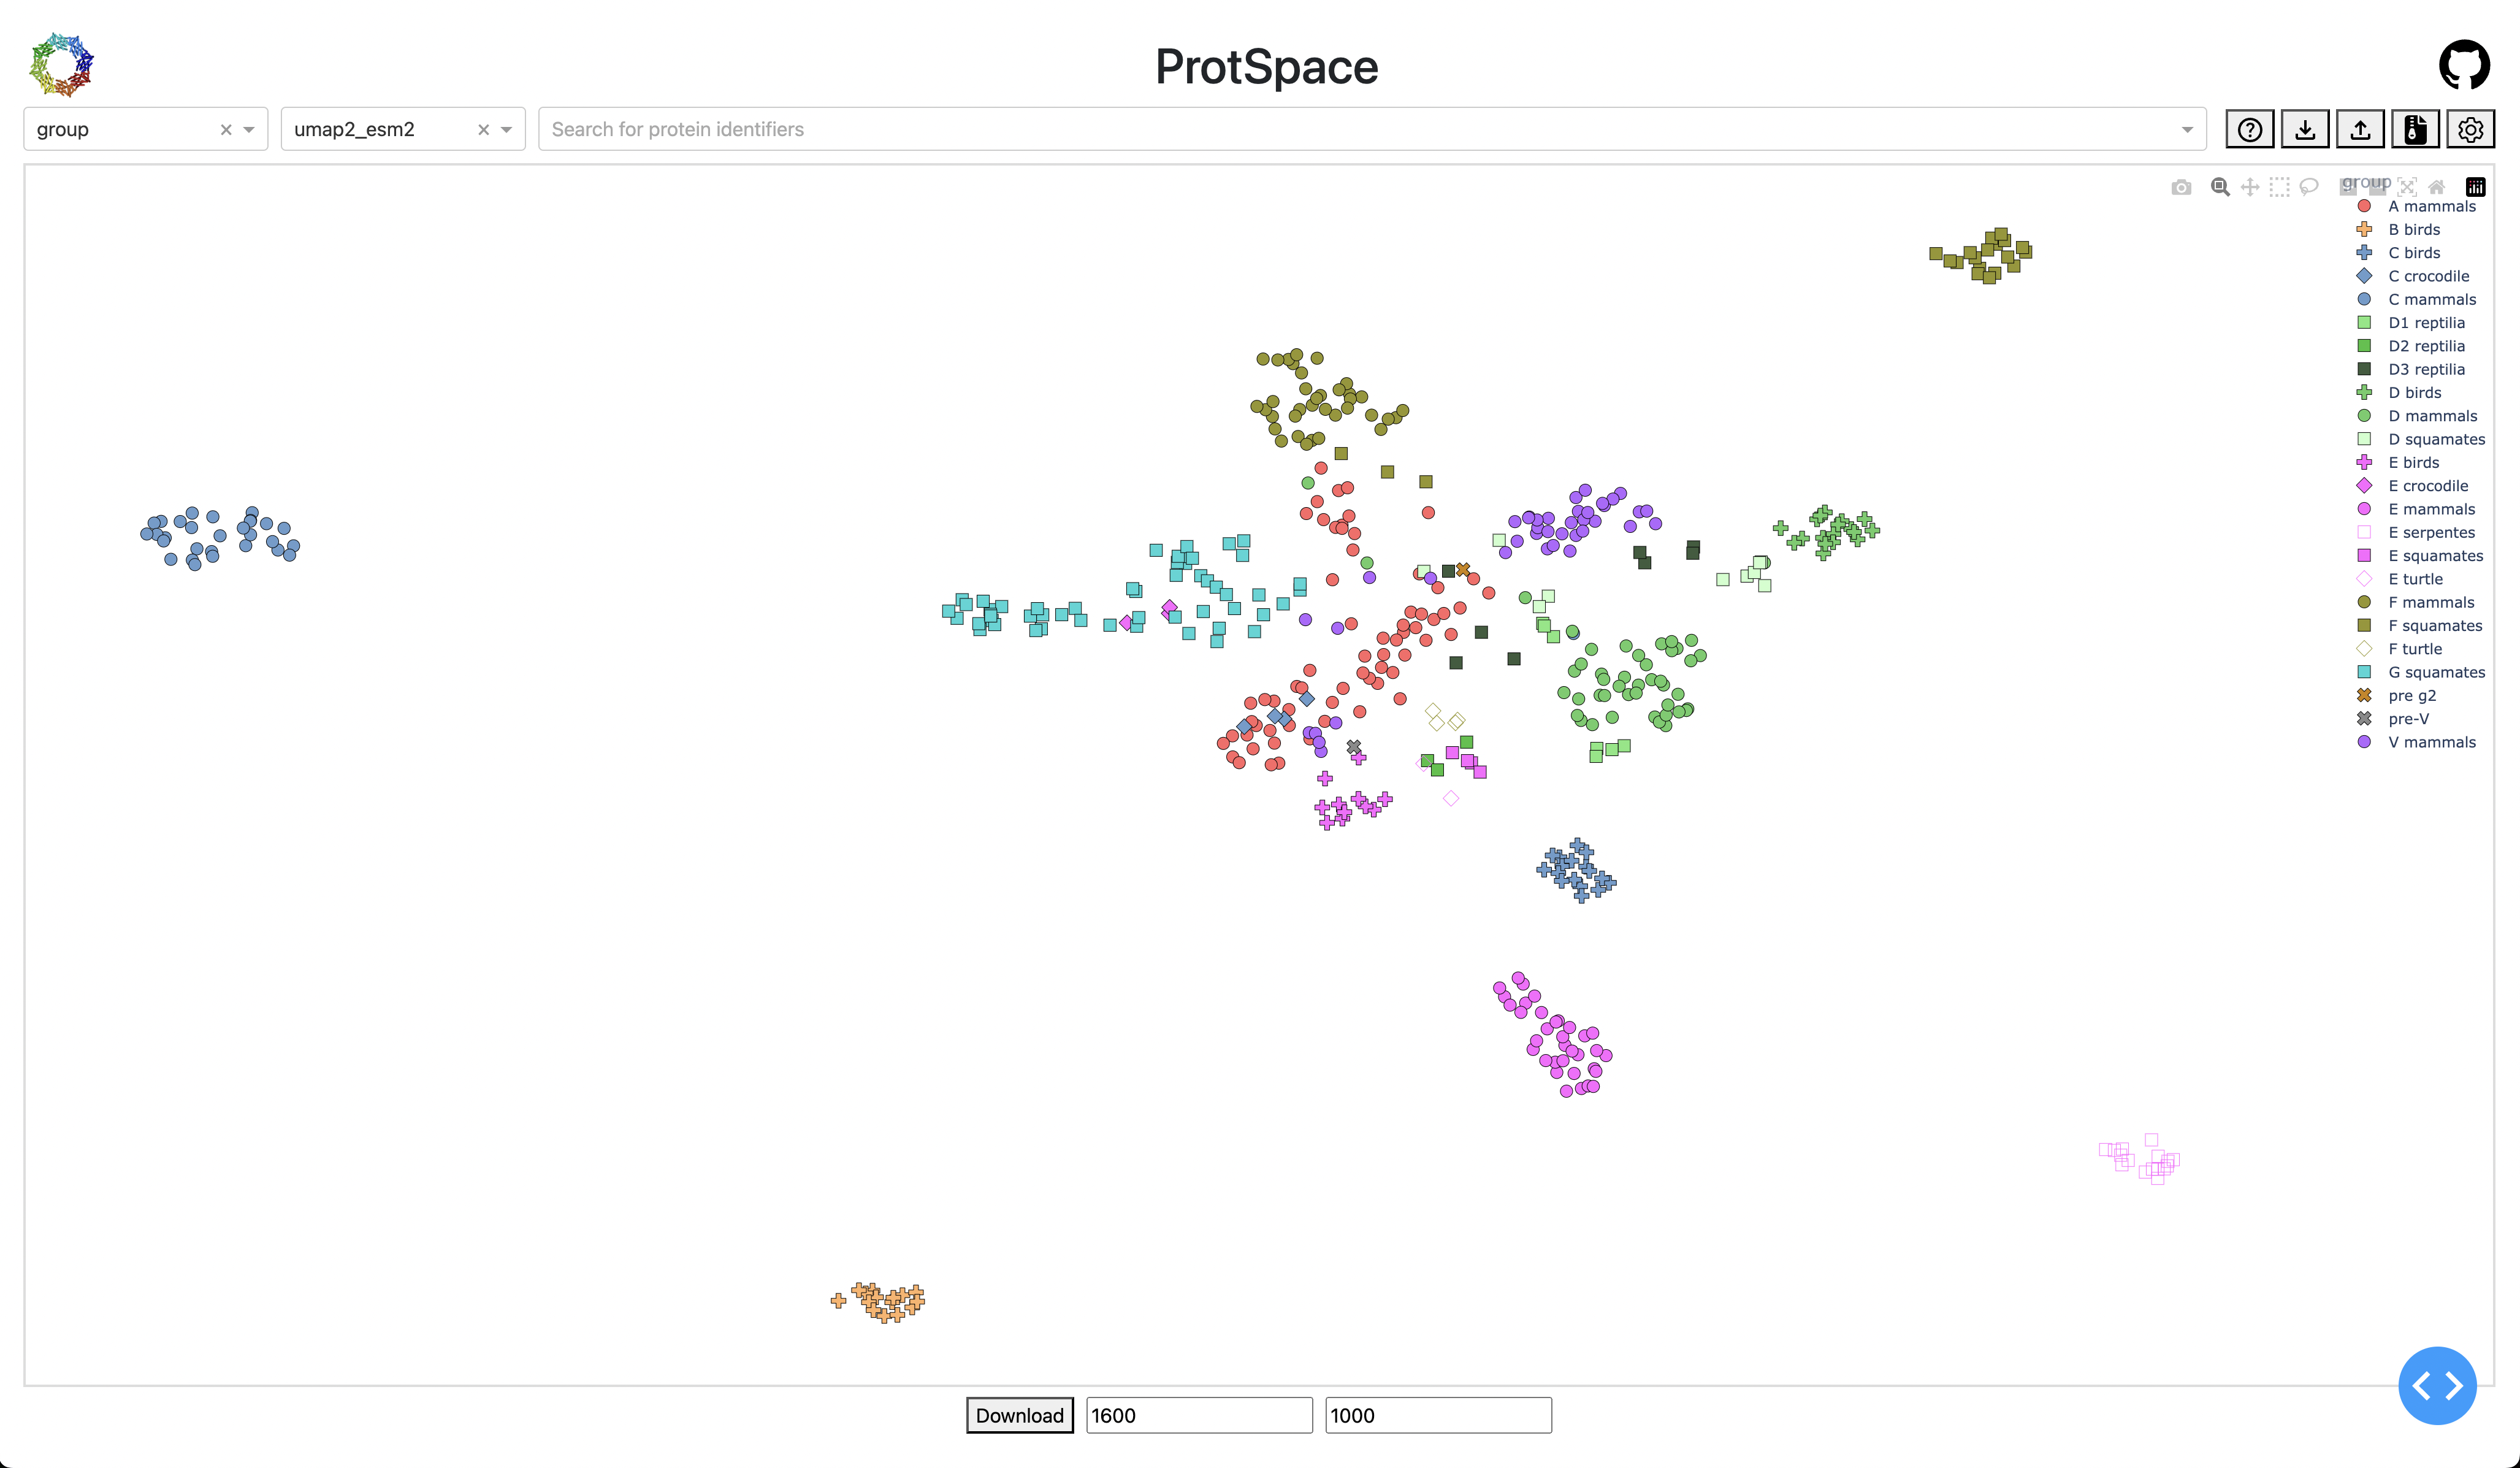 ProtSpace
group
umap2_esm2
Search for protein identifiers
group
A mammals
B birds
C birds
C crocodile
C mammals
D1 reptilia
D2 reptilia
D3 reptilia
D birds
D mammals
D squamates
E birds
E crocodile
E mammals
E serpentes
E squamates
E turtle
F mammals
F squamates
F turtle
G squamates
pre g2
pre-V
V mammals
Download
1600
1000